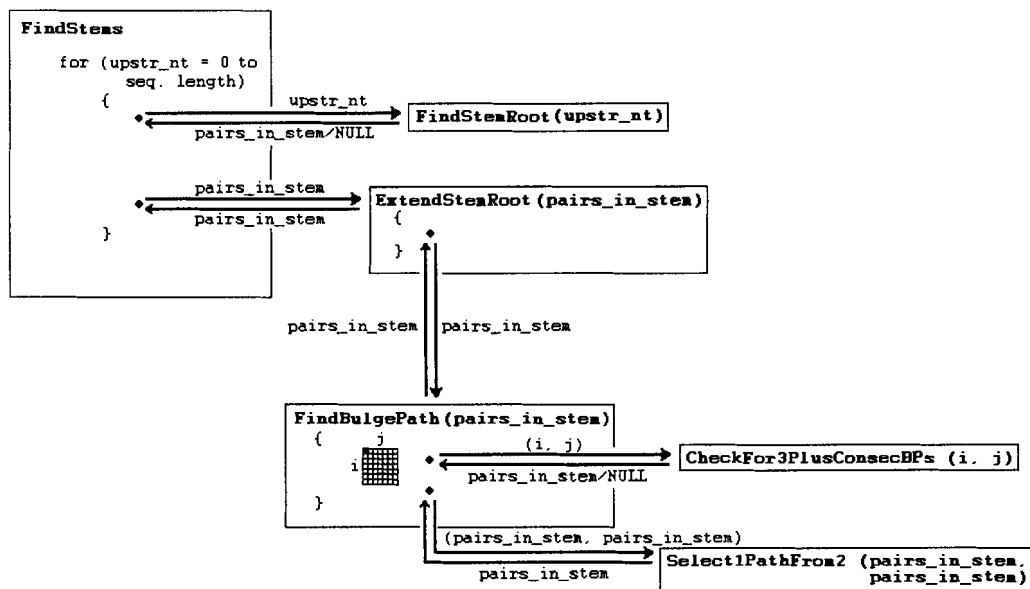 FindStems
for (upstr_nt = 0 to
seq. length)
{
upstr_nt
FindStemRoot(upstr_nt)
pairs_in_stem/NULL
pairs_in_stem
ExtendStemRoot(pairs_in_stem)
pairs_in_stem
{
}
}
pairs_in_stem
pairs_in_stem
FindBulgePath(pairs_in_stem)
{
j
(i, j)
i
CheckFor3PlusConsecBPs (i, j)
pairs_in_stem/NULL
}
(pairs_in_stem, pairs_in_stem)
Select1PathFrom2 (pairs_in_stem,
pairs_in_stem)
pairs_in_stem